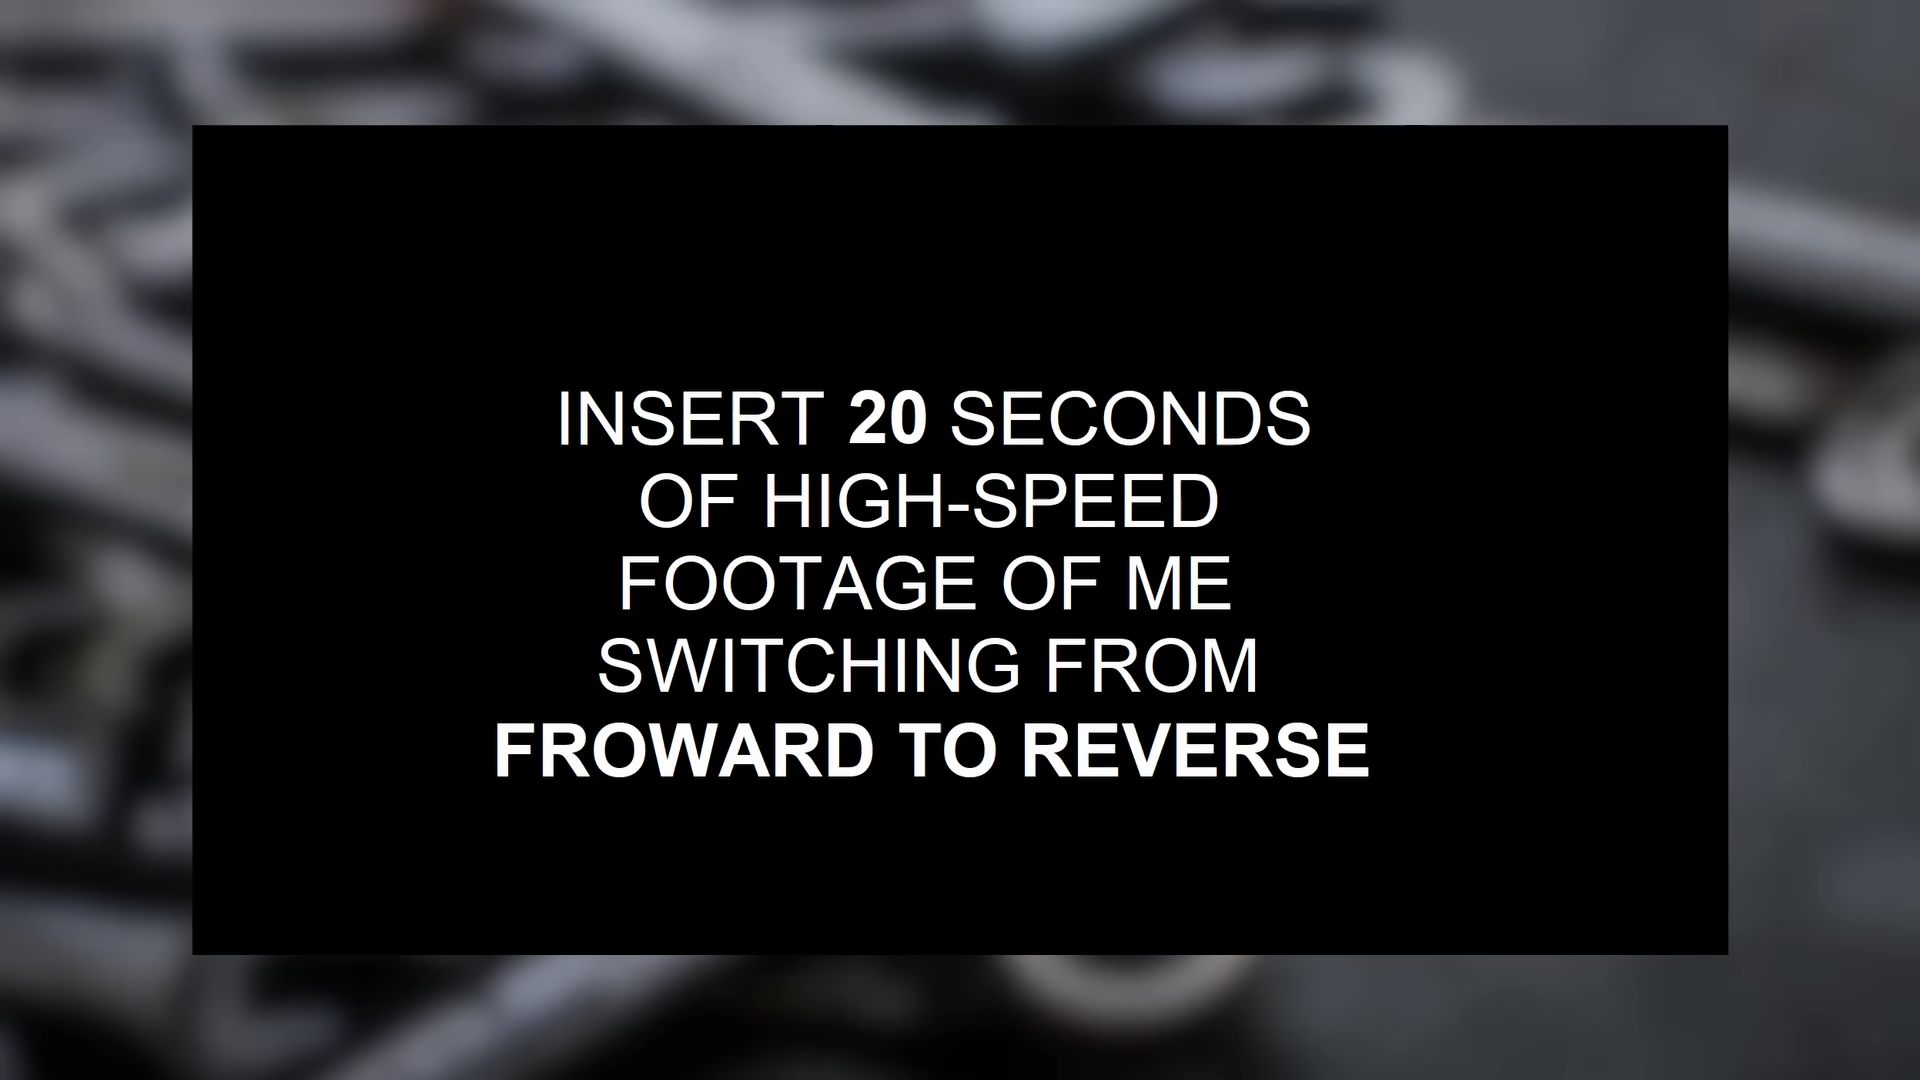 INSERT 20 SECONDS
OF HIGH-SPEED
FOOTAGE OF ME
SWITCHING FROM
FROWARD TO REVERSE